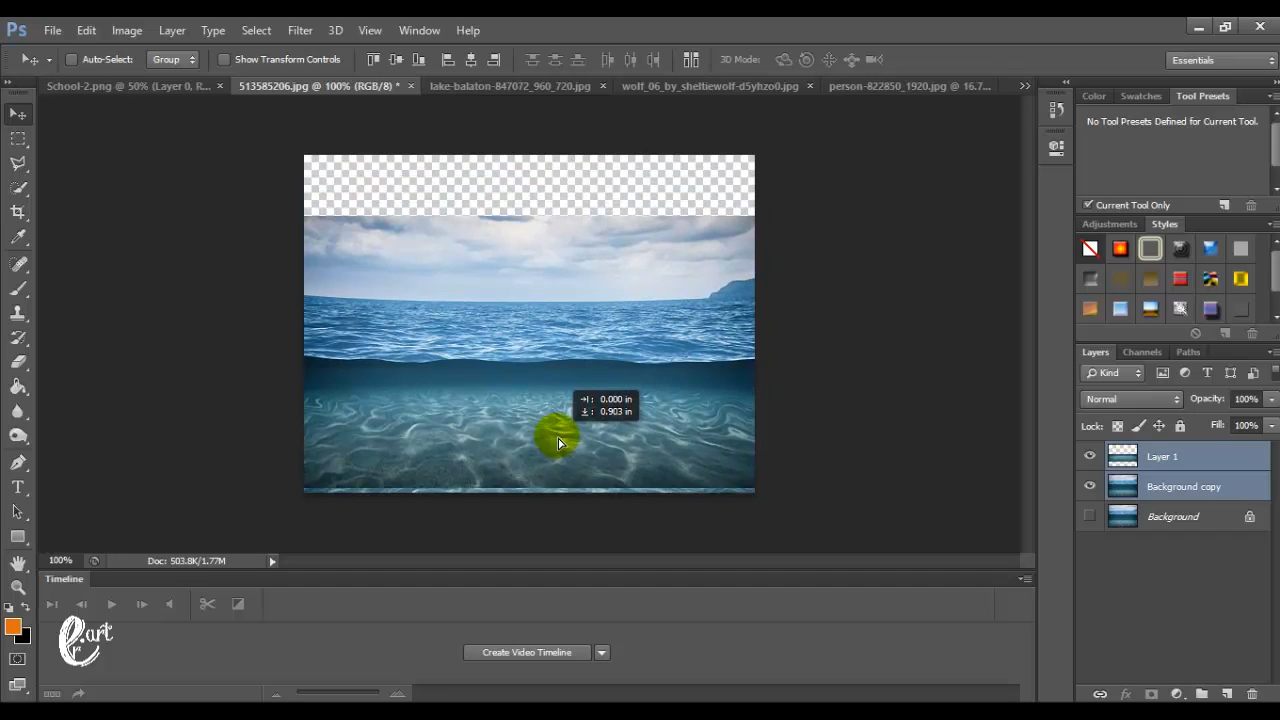 Ps File Edit Image Layer Type Select Filter 3D View Window Help
Auto-Select: Group Show Transform Controls 3D Mode: Essentials
School-2.png @ 50% (Layer 0, R... × 513585206.jpg @ 100% (RGB/8) * × lake-balaton-847072_960_720.jpg × wolf_06_by_sheltiewolf-d5yhzo0.jpg × person-822850_1920.jpg @ 16.7...
Color Swatches Tool Presets
No Tool Presets Defined for Current Tool.
Current Tool Only
Adjustments Styles
Layers Channels Paths
Kind
Normal Opacity: 100%
Lock: Fill: 100%
Layer 1
Background copy
Background
0.000 in
0.903 in
100% Doc: 503.8K/1.77M
Timeline
Create Video Timeline
art